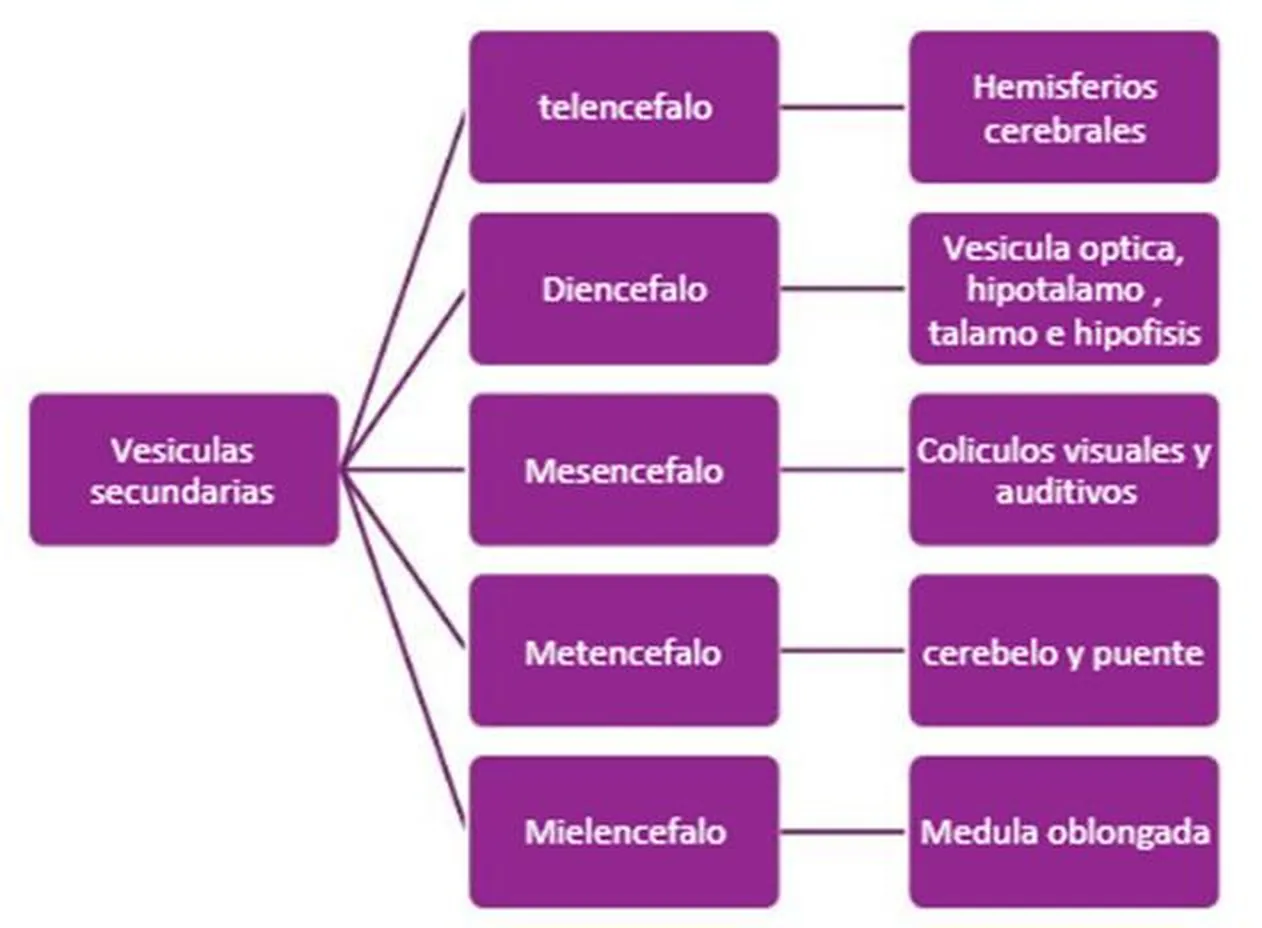 telencefalo
Hemisferios
cerebrales
Diencefalo
Vesicula optica,
hipotalamo ,
talamo e hipofisis
Vesiculas
secundarias
Mesencefalo
Coliculos visuales y
auditivos
Metencefalo
cerebelo y puente
Mielencefalo
Medula oblongada